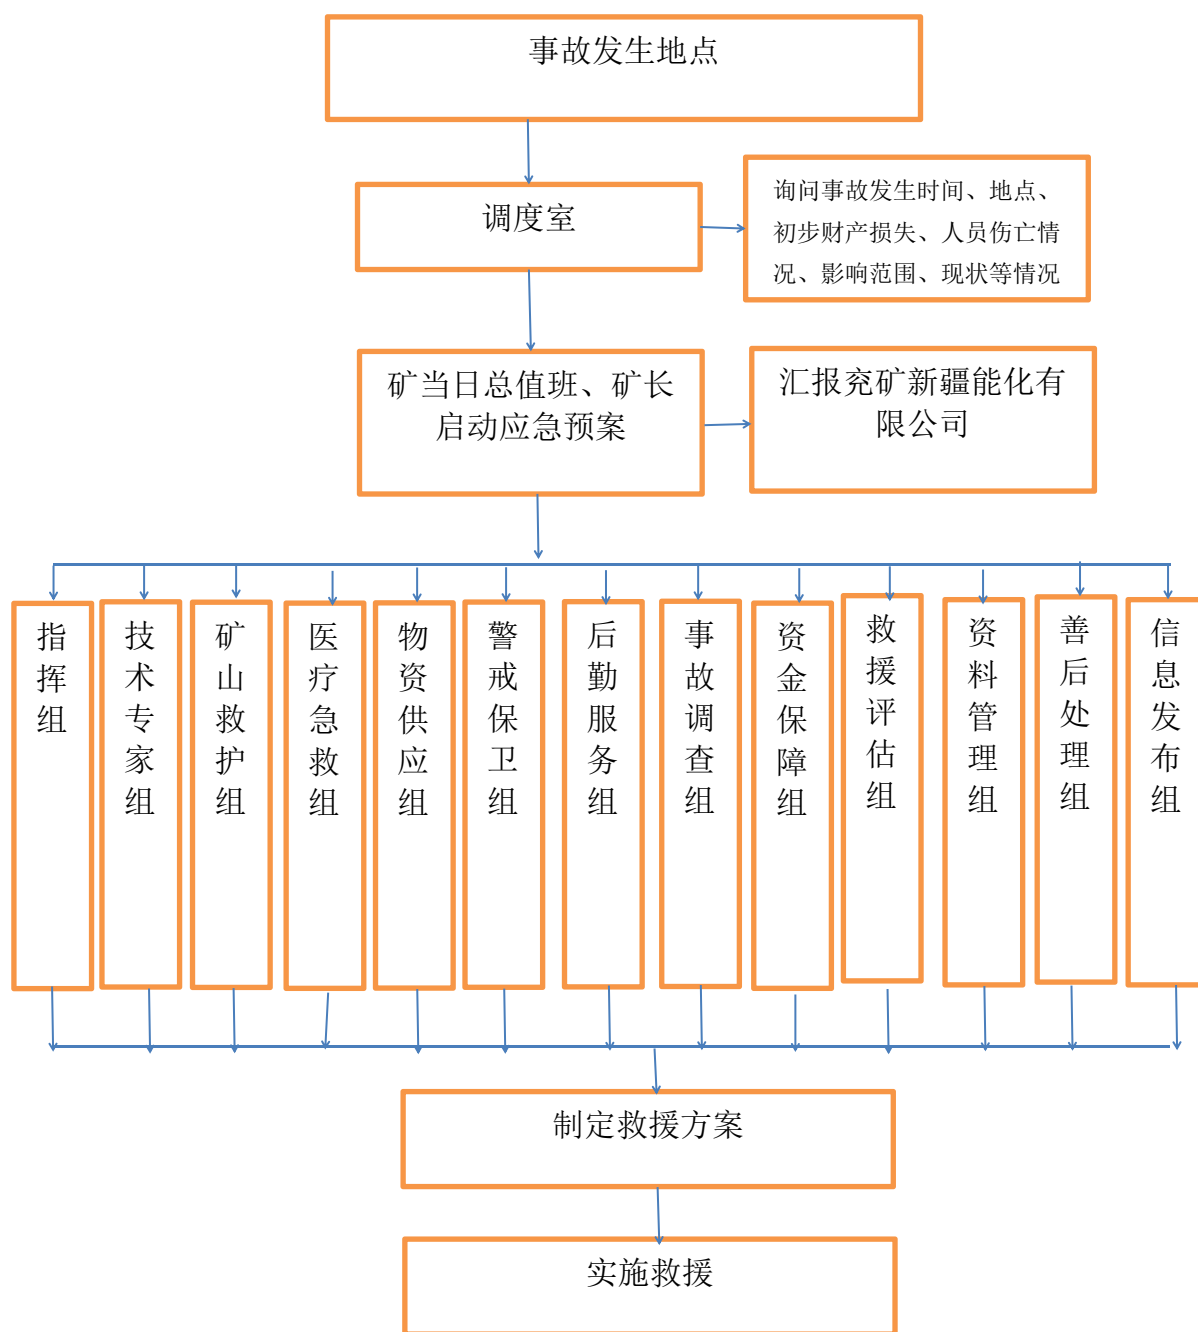 事故发生地点
调度室
询问事故发生时间、地点、
初步财产损失、人员伤亡情
况、影响范围、现状等情况
矿当日总值班、矿长
启动应急预案
汇报兖矿新疆能化有
限公司
指挥组
技术专家组
矿山救护组
医疗急救组
物资供应组
警戒保卫组
后勤服务组
事故调查组
资金保障组
救援评估组
资料管理组
善后处理组
信息发布组
制定救援方案
实施救援